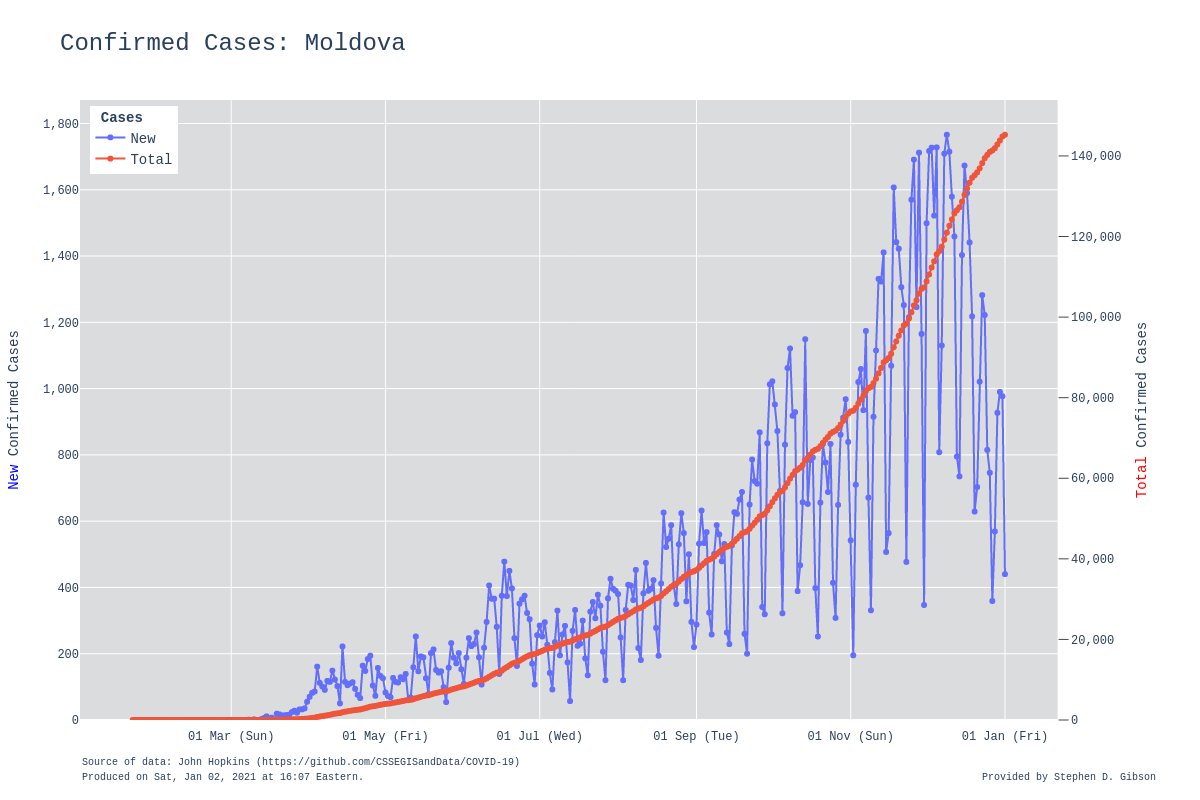 Confirmed Cases: Moldova
Cases
New
Total
1,800
1,600
1,400
1,200
1,000
800
600
400
200
0
140,000
120,000
100,000
80,000
60,000
40,000
20,000
0
New Confirmed Cases
Total Confirmed Cases
01 Mar (Sun)
01 May (Fri)
01 Jul (Wed)
01 Sep (Tue)
01 Nov (Sun)
01 Jan (Fri)
Source of data: John Hopkins (https://github.com/CSSEGISandData/COVID-19)
Produced on Sat, Jan 02, 2021 at 16:07 Eastern.
Provided by Stephen D. Gibson